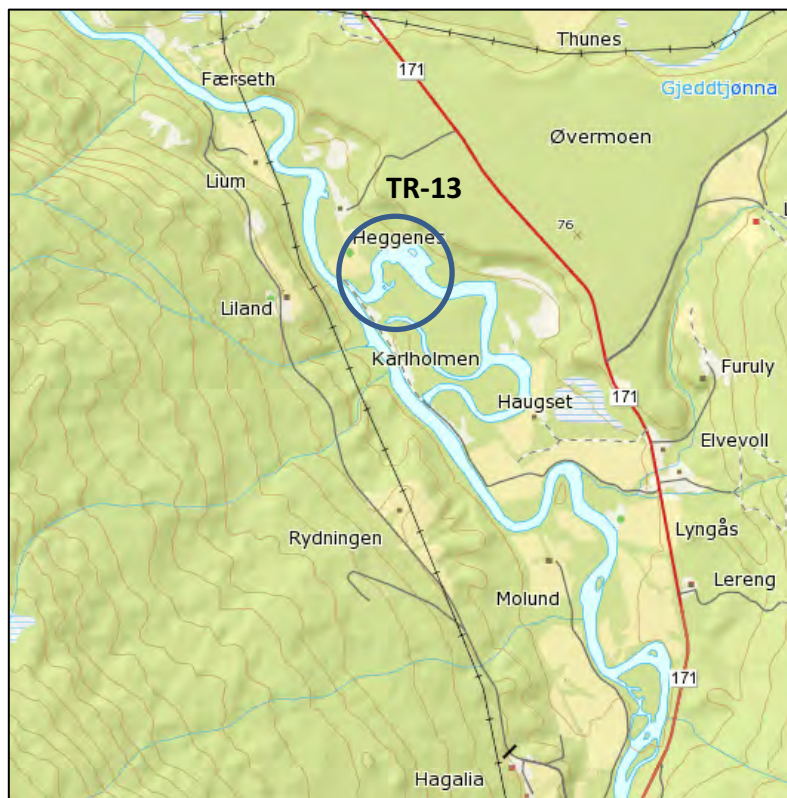 Thunes
171
Færseth
Gjeddtjønna
Øvermoen
Lium
TR-13
76
Heggenes
Liland
Karlholmen
Furuly
Haugset
171
Elvevoll
Rydningen
Lyngås
Lereng
Molund
171
Hagalia